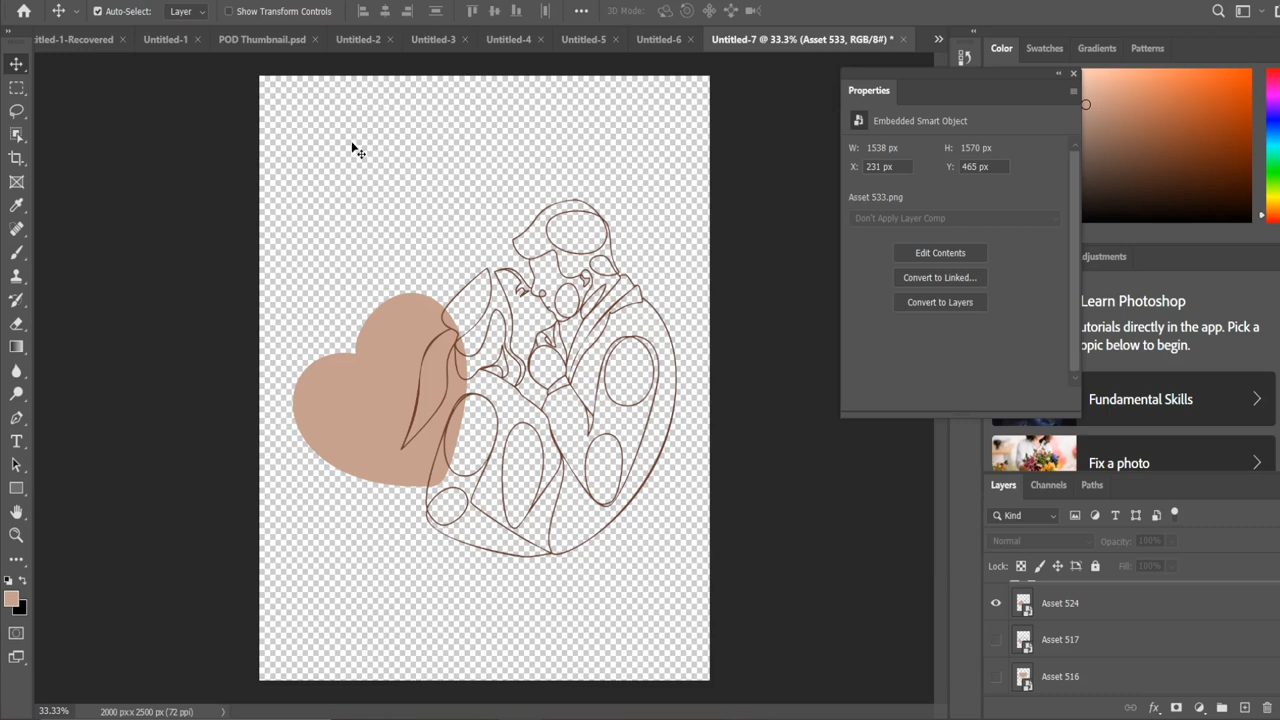 Auto-Select: Layer Show Transform Controls 3D Mode:
titled-1-Recovered Untitled-1 POD Thumbnail.psd Untitled-2 Untitled-3 Untitled-4 Untitled-5 Untitled-6 Untitled-7 @ 33.3% (Asset 533, RGB/8#) *
Color Swatches Gradients Patterns
Properties
Embedded Smart Object
W: 1538 px H: 1570 px
X: 231 px Y: 465 px
Asset 533.png
Don't Apply Layer Comp
Edit Contents
Convert to Linked...
Convert to Layers
djustments
Learn Photoshop
utorials directly in the app. Pick a
opic below to begin.
Fundamental Skills
Fix a photo
Layers Channels Paths
Kind
Normal Opacity: 100%
Lock: Fill: 100%
Asset 524
Asset 517
Asset 516
33.33% 2000 px x 2500 px (72 ppi)